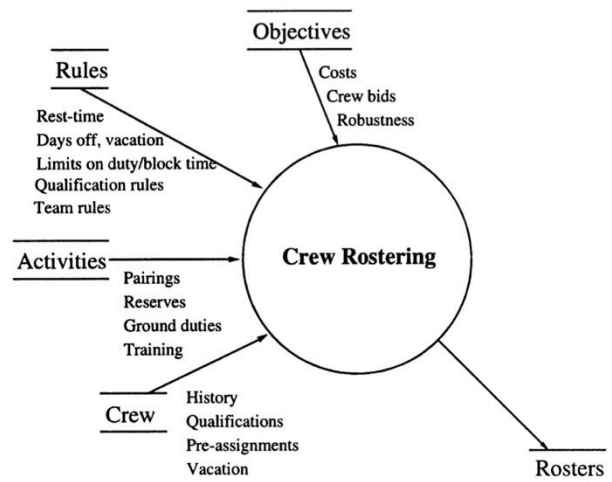 Objectives
Costs
Crew bids
Robustness
Rules
Rest-time
Days off, vacation
Limits on duty/block time
Qualification rules
Team rules
Activities
Pairings
Reserves
Ground duties
Training
Crew Rostering
Crew
History
Qualifications
Pre-assignments
Vacation
Rosters